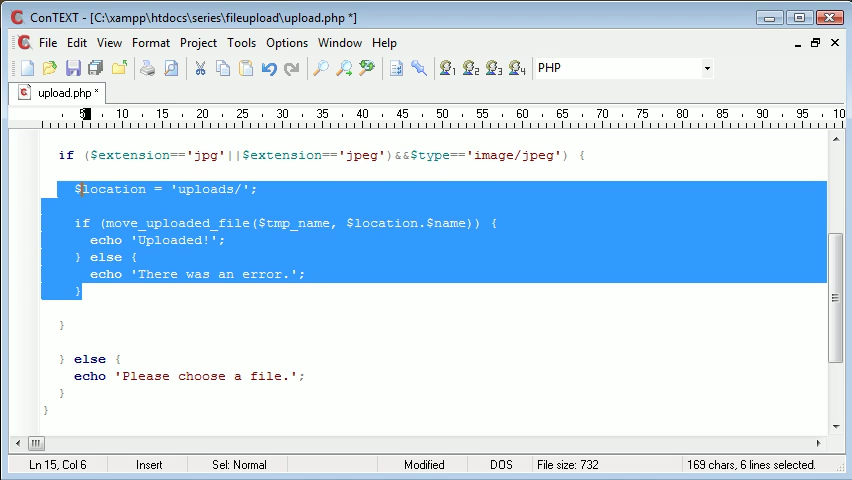 ConTEXT - [C:\xampp\htdocs\series\fileupload\upload.php *]
File Edit View Format Project Tools Options Window Help
1 2 3 4 PHP
upload.php *
5 10 15 20 25 30 35 40 45 50 55 60 65 70 75 80 85 90 95 10
if ($extension=='jpg'||$extension=='jpeg')&&$type=='image/jpeg') {
$location = 'uploads/';
if (move_uploaded_file($tmp_name, $location.$name)) {
echo 'Uploaded!';
} else {
echo 'There was an error.';
}
}
} else {
echo 'Please choose a file.';
}
}
Ln 15, Col 6 Insert Sel: Normal Modified DOS File size: 732 169 chars, 6 lines selected.